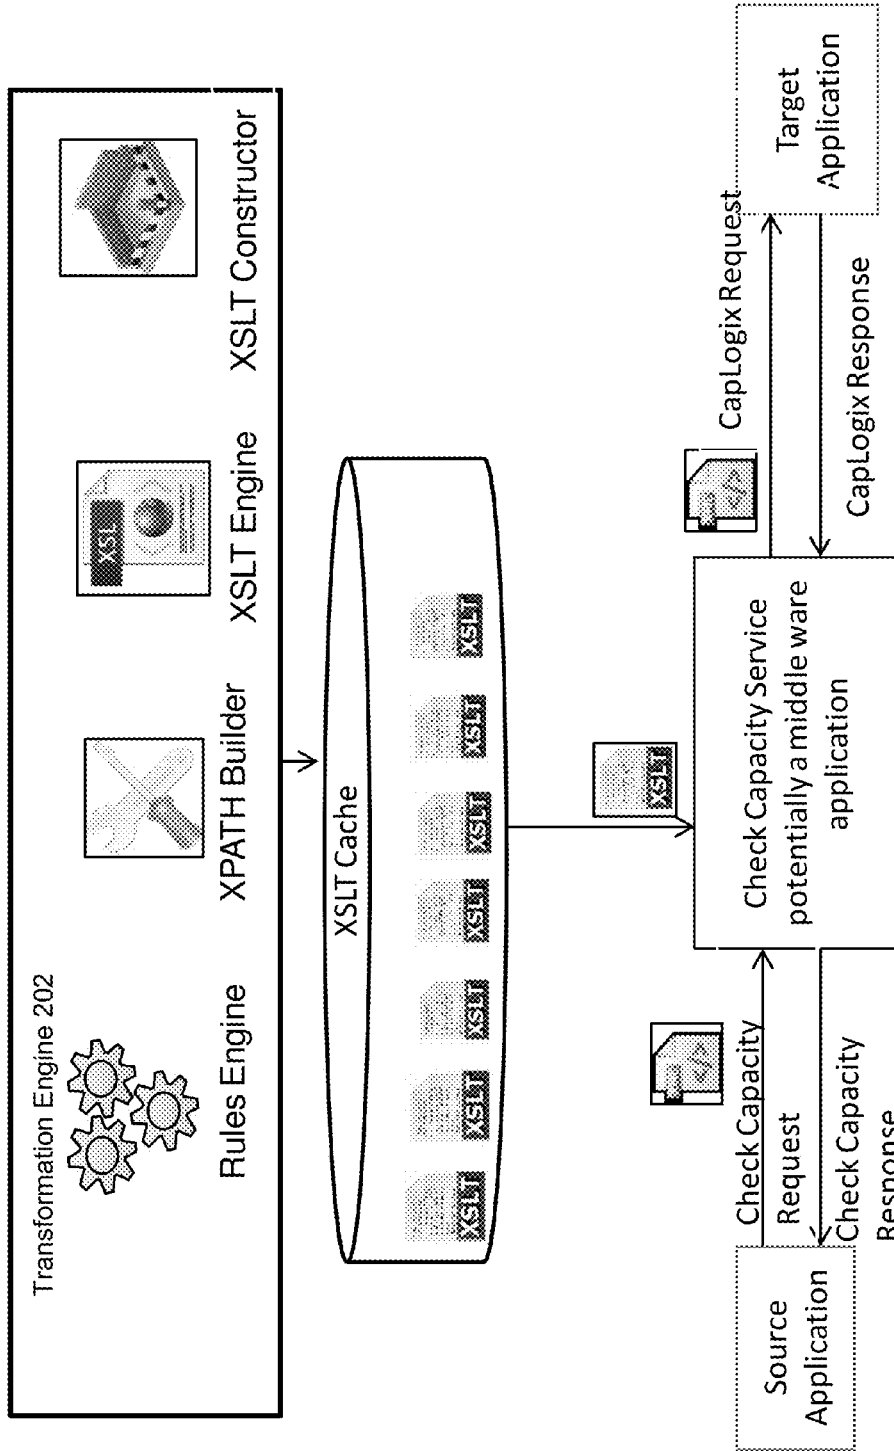 Transformation Engine 202
Rules Engine
XPATH Builder
XSL
XSLT Engine
XSLT Constructor
XSLT Cache
XSLT
XSLT
XSLT
XSLT
XSLT
XSLT
XSLT
XSLT
Source
Application
</>
Check Capacity
Request
Check Capacity
Response
Check Capacity Service
potentially a middle ware
application
</>
CapLogix Request
CapLogix Response
Target
Application